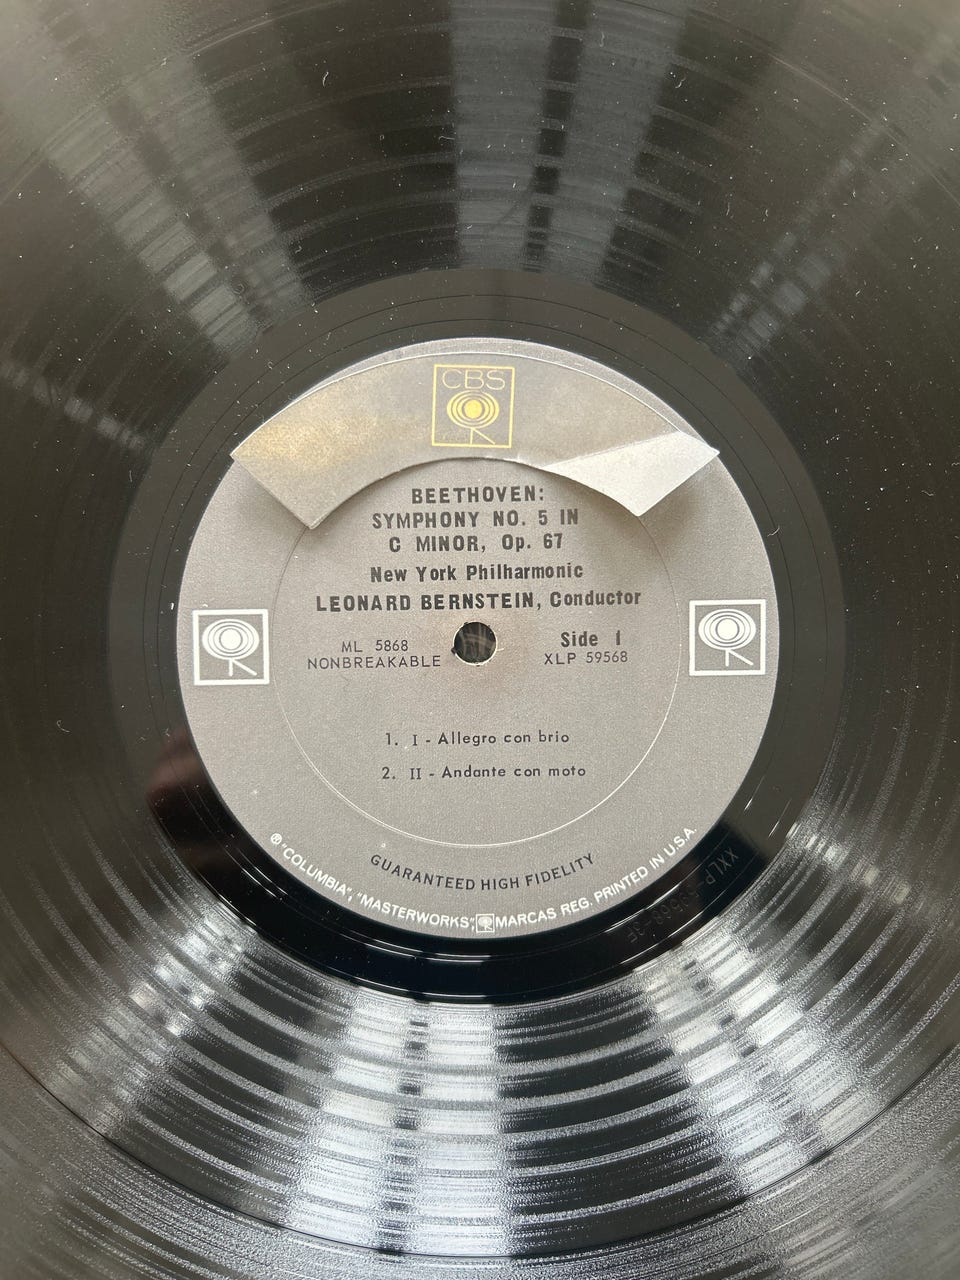 CBS
BEETHOVEN:
SYMPHONY NO. 5 IN
C MINOR, Op. 67
New York Philharmonic
LEONARD BERNSTEIN, Conductor
ML 5868
NONBREAKABLE
Side 1
XLP 59568
1. I - Allegro con brio
2. II - Andante con moto
GUARANTEED HIGH FIDELITY
® "COLUMBIA", "MASTERWORKS", MARCAS REG. PRINTED IN U.S.A.